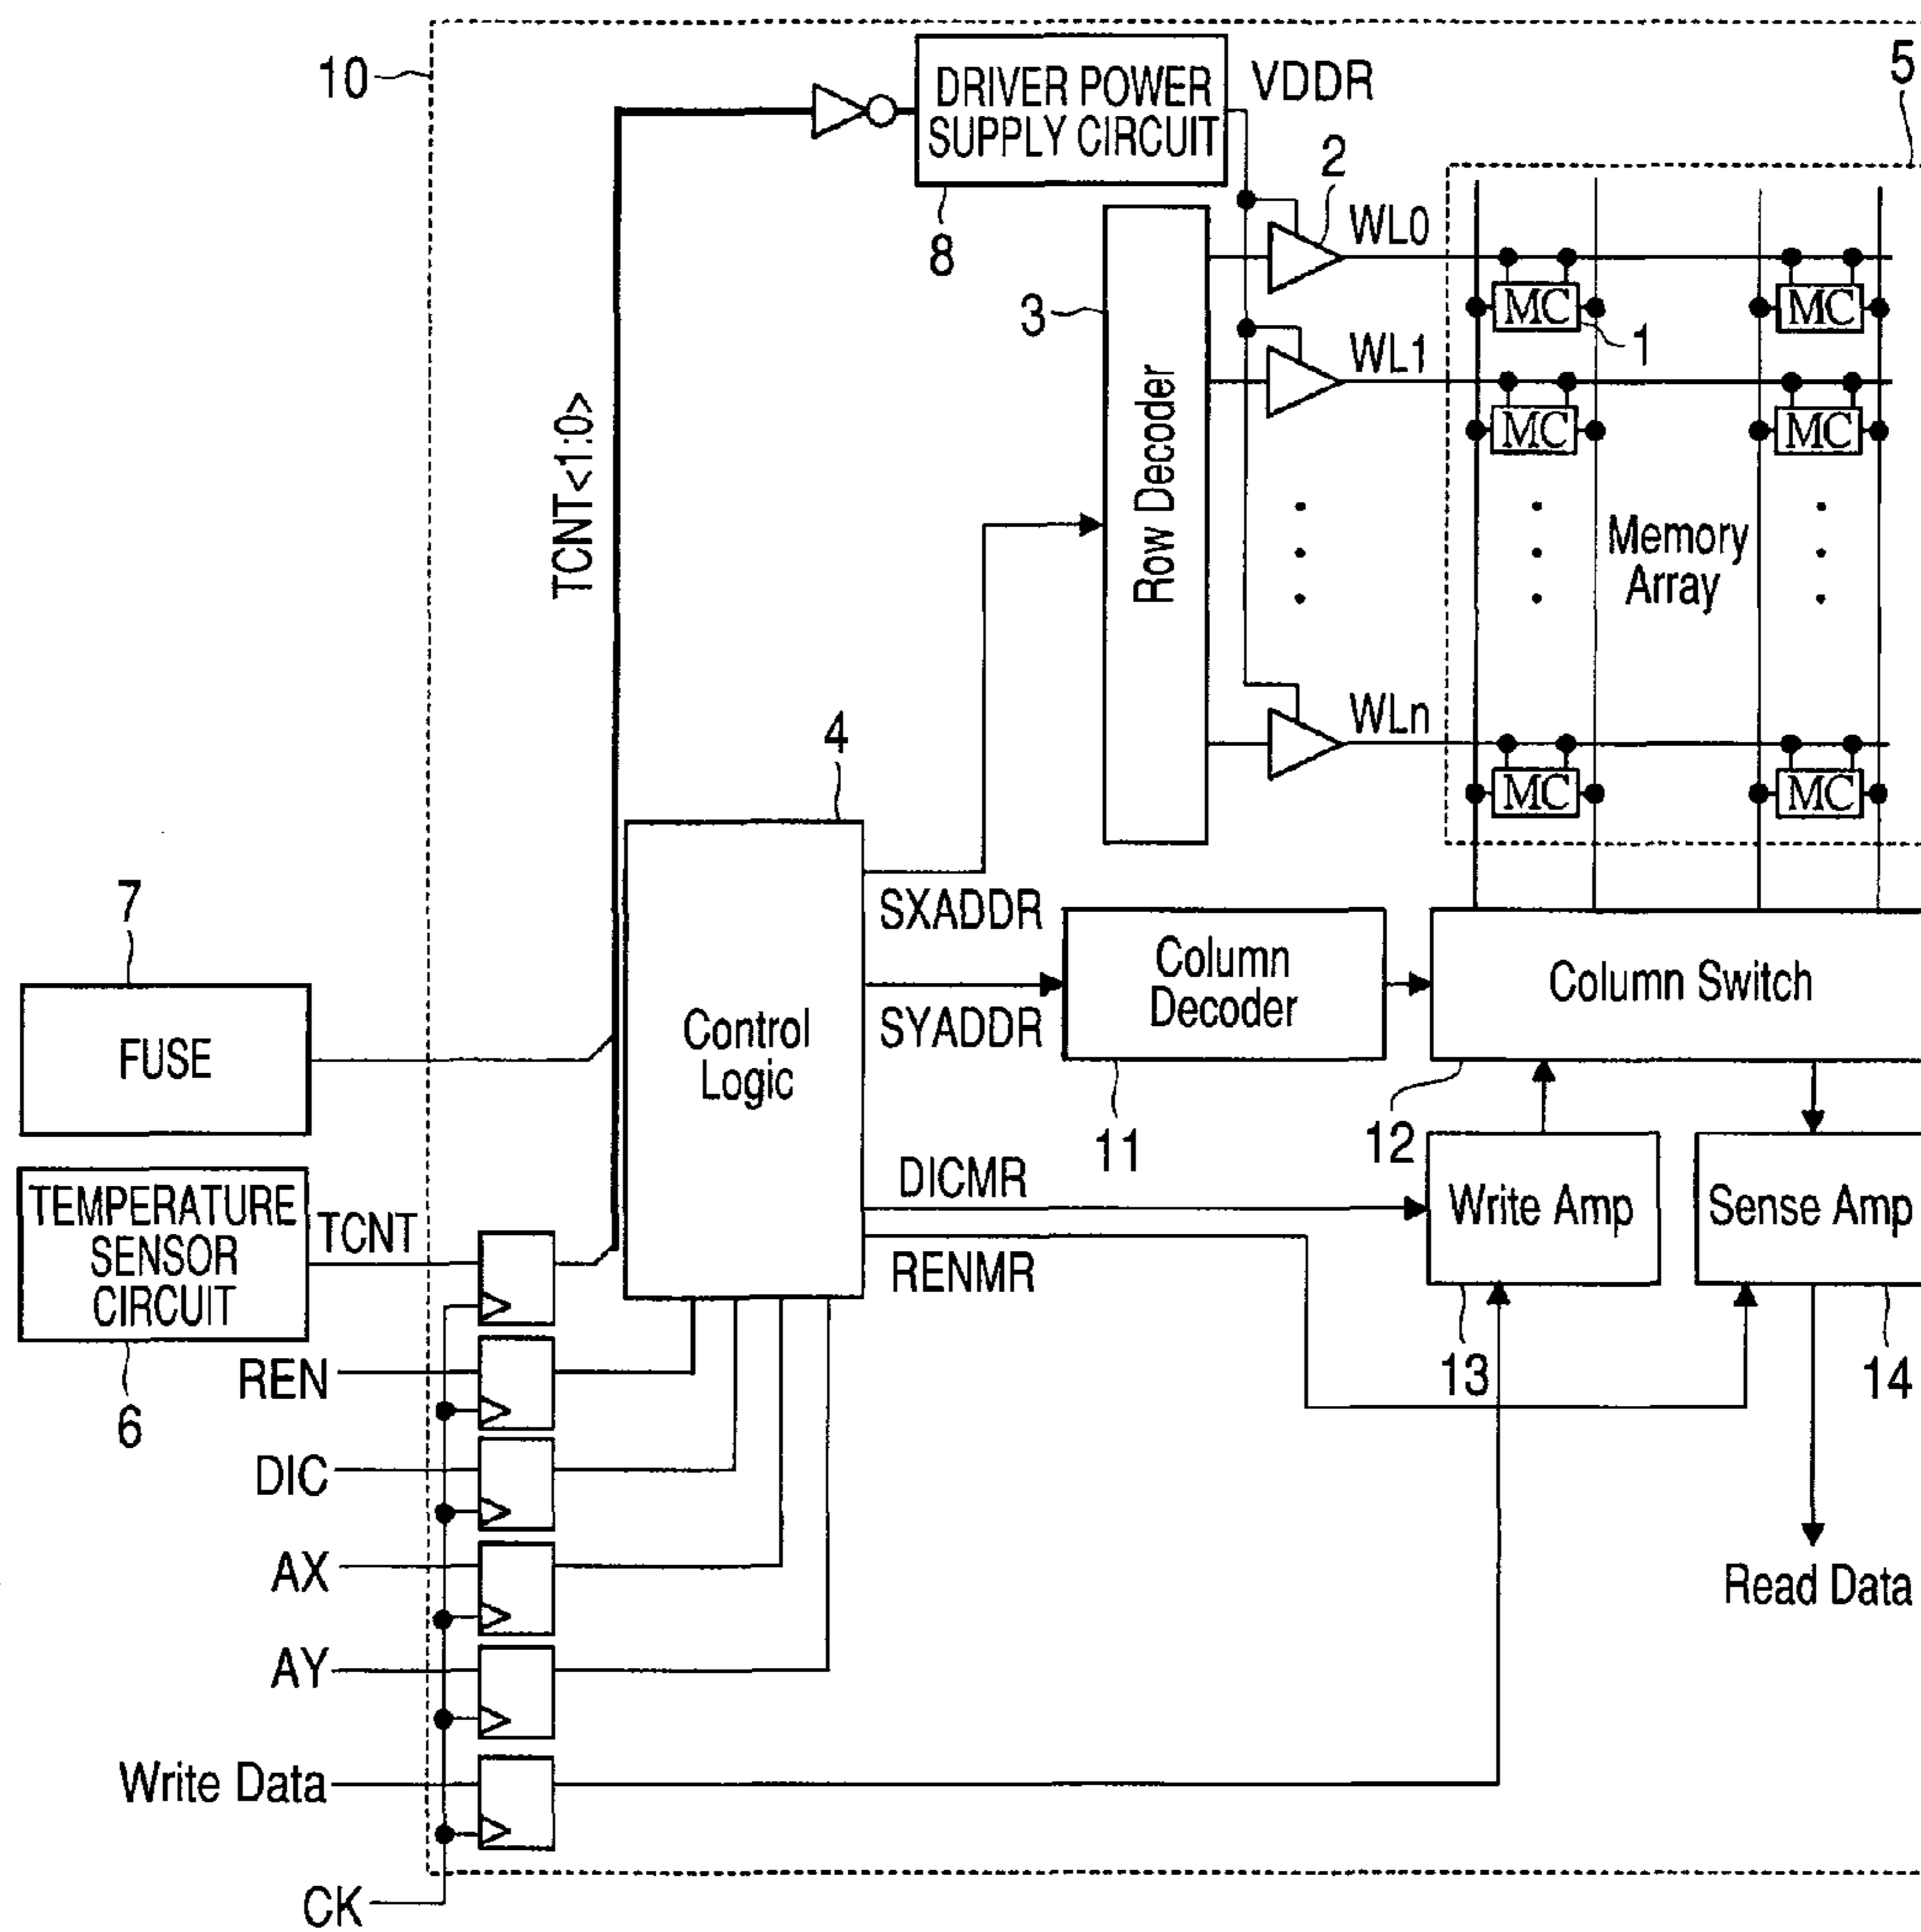 10
DRIVER POWER
SUPPLY CIRCUIT
VDDR
5
8
2
WL0
3
MC
MC
1
WL1
MC
MC
TCNT<1:0>
Row Decoder
Memory
Array
WLn
MC
MC
4
7
SXADDR
FUSE
Control
Logic
SYADDR
Column
Decoder
Column Switch
11
12
TEMPERATURE
SENSOR
CIRCUIT
TCNT
DICMR
RENMR
Write Amp
Sense Amp
6
13
14
REN
DIC
AX
Read Data
AY
Write Data
CK